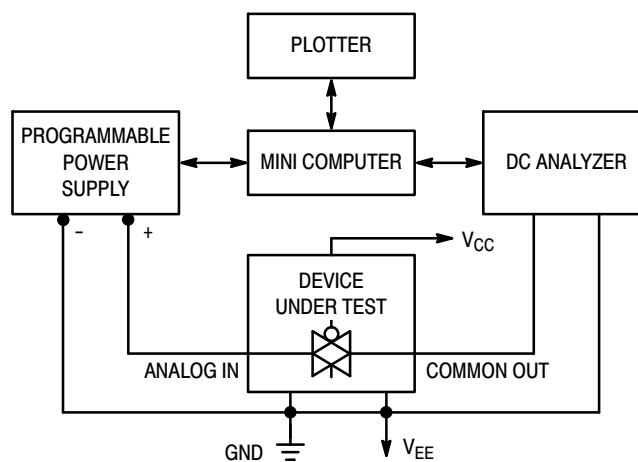 PLOTTER
PROGRAMMABLE
POWER
SUPPLY
MINI COMPUTER
DC ANALYZER
– +
VCC
DEVICE
UNDER TEST
ANALOG IN
COMMON OUT
GND
VEE